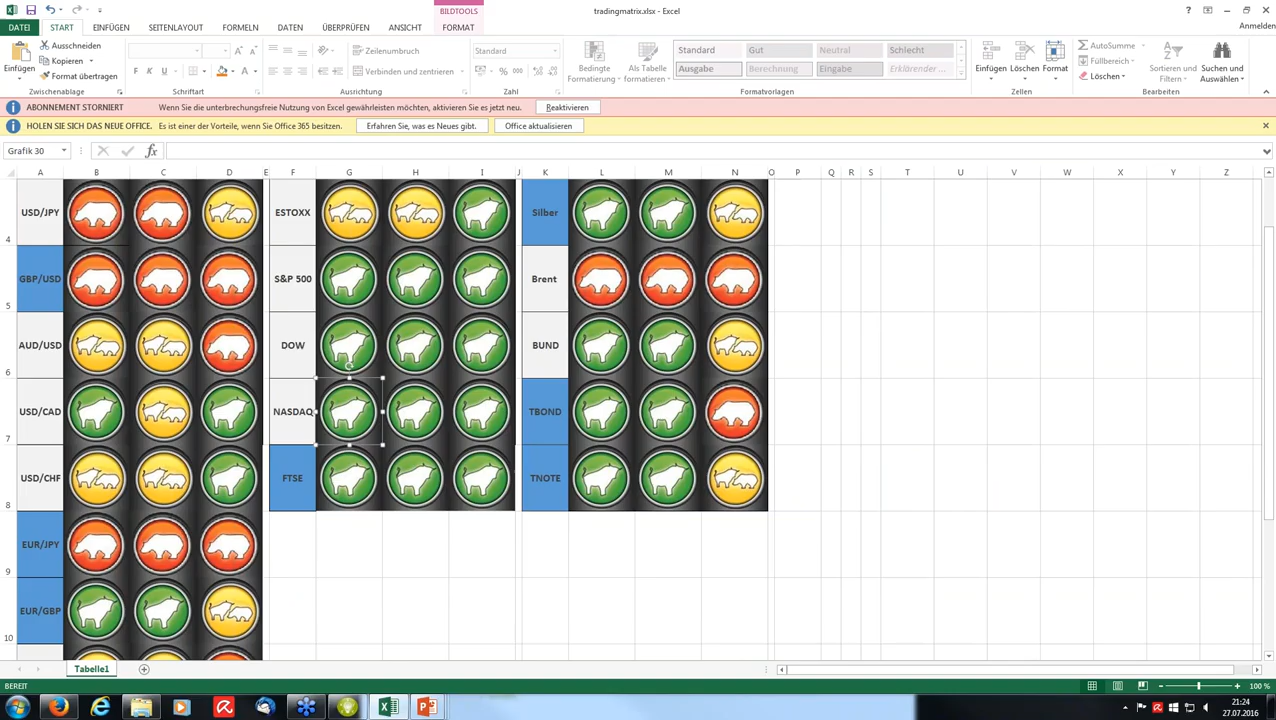 tradingmatrix.xlsx - Excel
BILDTOOLS
DATEI START EINFÜGEN SEITENLAYOUT FORMELN DATEN ÜBERPRÜFEN ANSICHT FORMAT Anmelden
Einfügen
Ausschneiden
Kopieren
Format übertragen
Zwischenablage
F K U
Schriftart
Zeilenumbruch
Verbinden und zentrieren
Ausrichtung
Standard
% 000
Zahl
Bedingte Formatierung
Als Tabelle formatieren
Standard Gut Neutral Schlecht
Ausgabe Berechnung Eingabe Erklärender ...
Formatvorlagen
Einfügen Löschen Format
Zellen
AutoSumme
Füllbereich
Löschen
Sortieren und Filtern
Suchen und Auswählen
Bearbeiten
ABONNEMENT STORNIERT Wenn Sie die unterbrechungsfreie Nutzung von Excel gewährleisten möchten, aktivieren Sie es jetzt neu. Reaktivieren
HOLEN SIE SICH DAS NEUE OFFICE. Es ist einer der Vorteile, wenn Sie Office 365 besitzen. Erfahren Sie, was es Neues gibt. Office aktualisieren
Grafik 30 fx
A B C D E F G H I J K L M N O P Q R S T U V W X Y Z
4 USD/JPY ESTOXX Silber
5 GBP/USD S&P 500 Brent
6 AUD/USD DOW BUND
7 USD/CAD NASDAQ TBOND
8 USD/CHF FTSE TNOTE
9 EUR/JPY
10 EUR/GBP
Tabelle1
BEREIT 100 %
21:24
27.07.2016